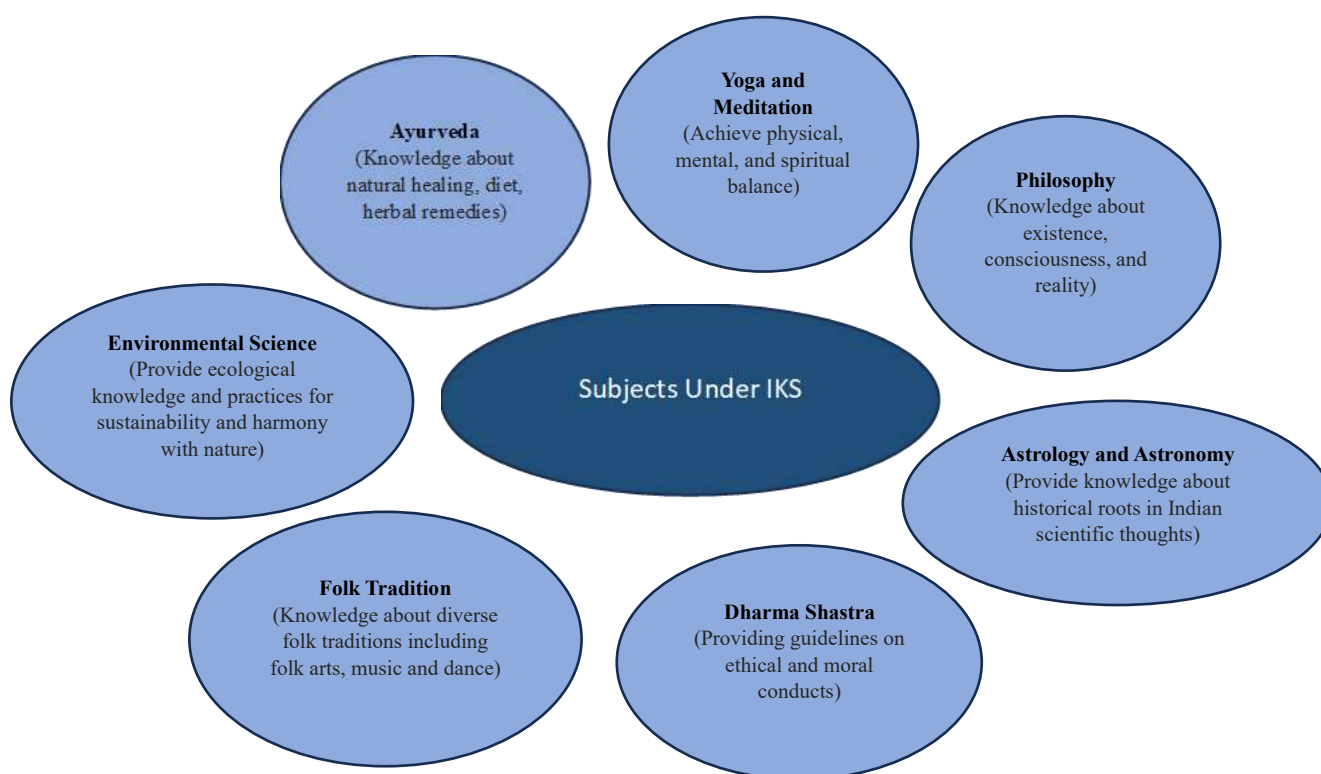 Yoga and
Meditation
(Achieve physical,
mental, and spiritual
balance)
Ayurveda
(Knowledge about
natural healing, diet,
herbal remedies)
Philosophy
(Knowledge about
existence,
consciousness, and
reality)
Environmental Science
(Provide ecological
knowledge and practices for
sustainability and harmony
with nature)
Subjects Under IKS
Astrology and Astronomy
(Provide knowledge about
historical roots in Indian
scientific thoughts)
Folk Tradition
(Knowledge about diverse
folk traditions including
folk arts, music and dance)
Dharma Shastra
(Providing guidelines on
ethical and moral
conducts)